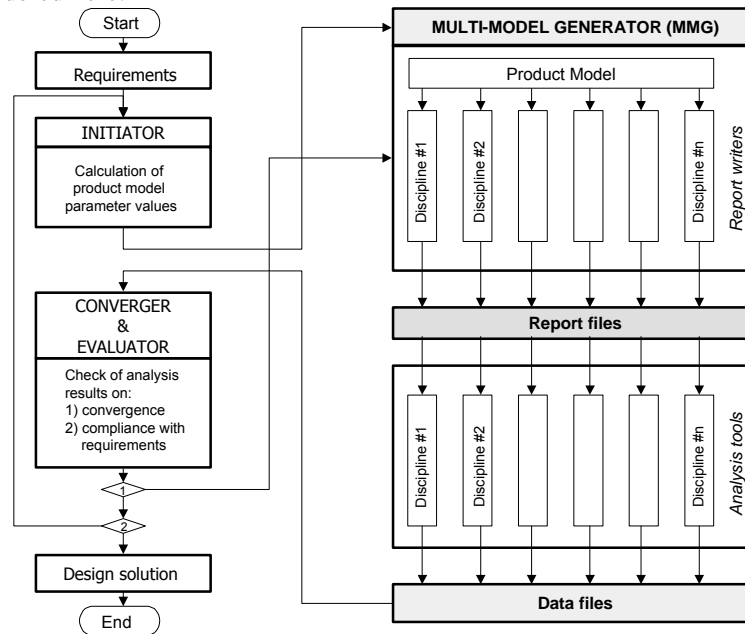 Start
Requirements
INITIATOR
Calculation of
product model
parameter values
CONVERGER
&
EVALUATOR
Check of analysis
results on:
1) convergence
2) compliance with
requirements
1
2
Design solution
End
MULTI-MODEL GENERATOR (MMG)
Product Model
Discipline #1
Discipline #2
Discipline #n
Report writers
Report files
Discipline #1
Discipline #2
Discipline #n
Analysis tools
Data files